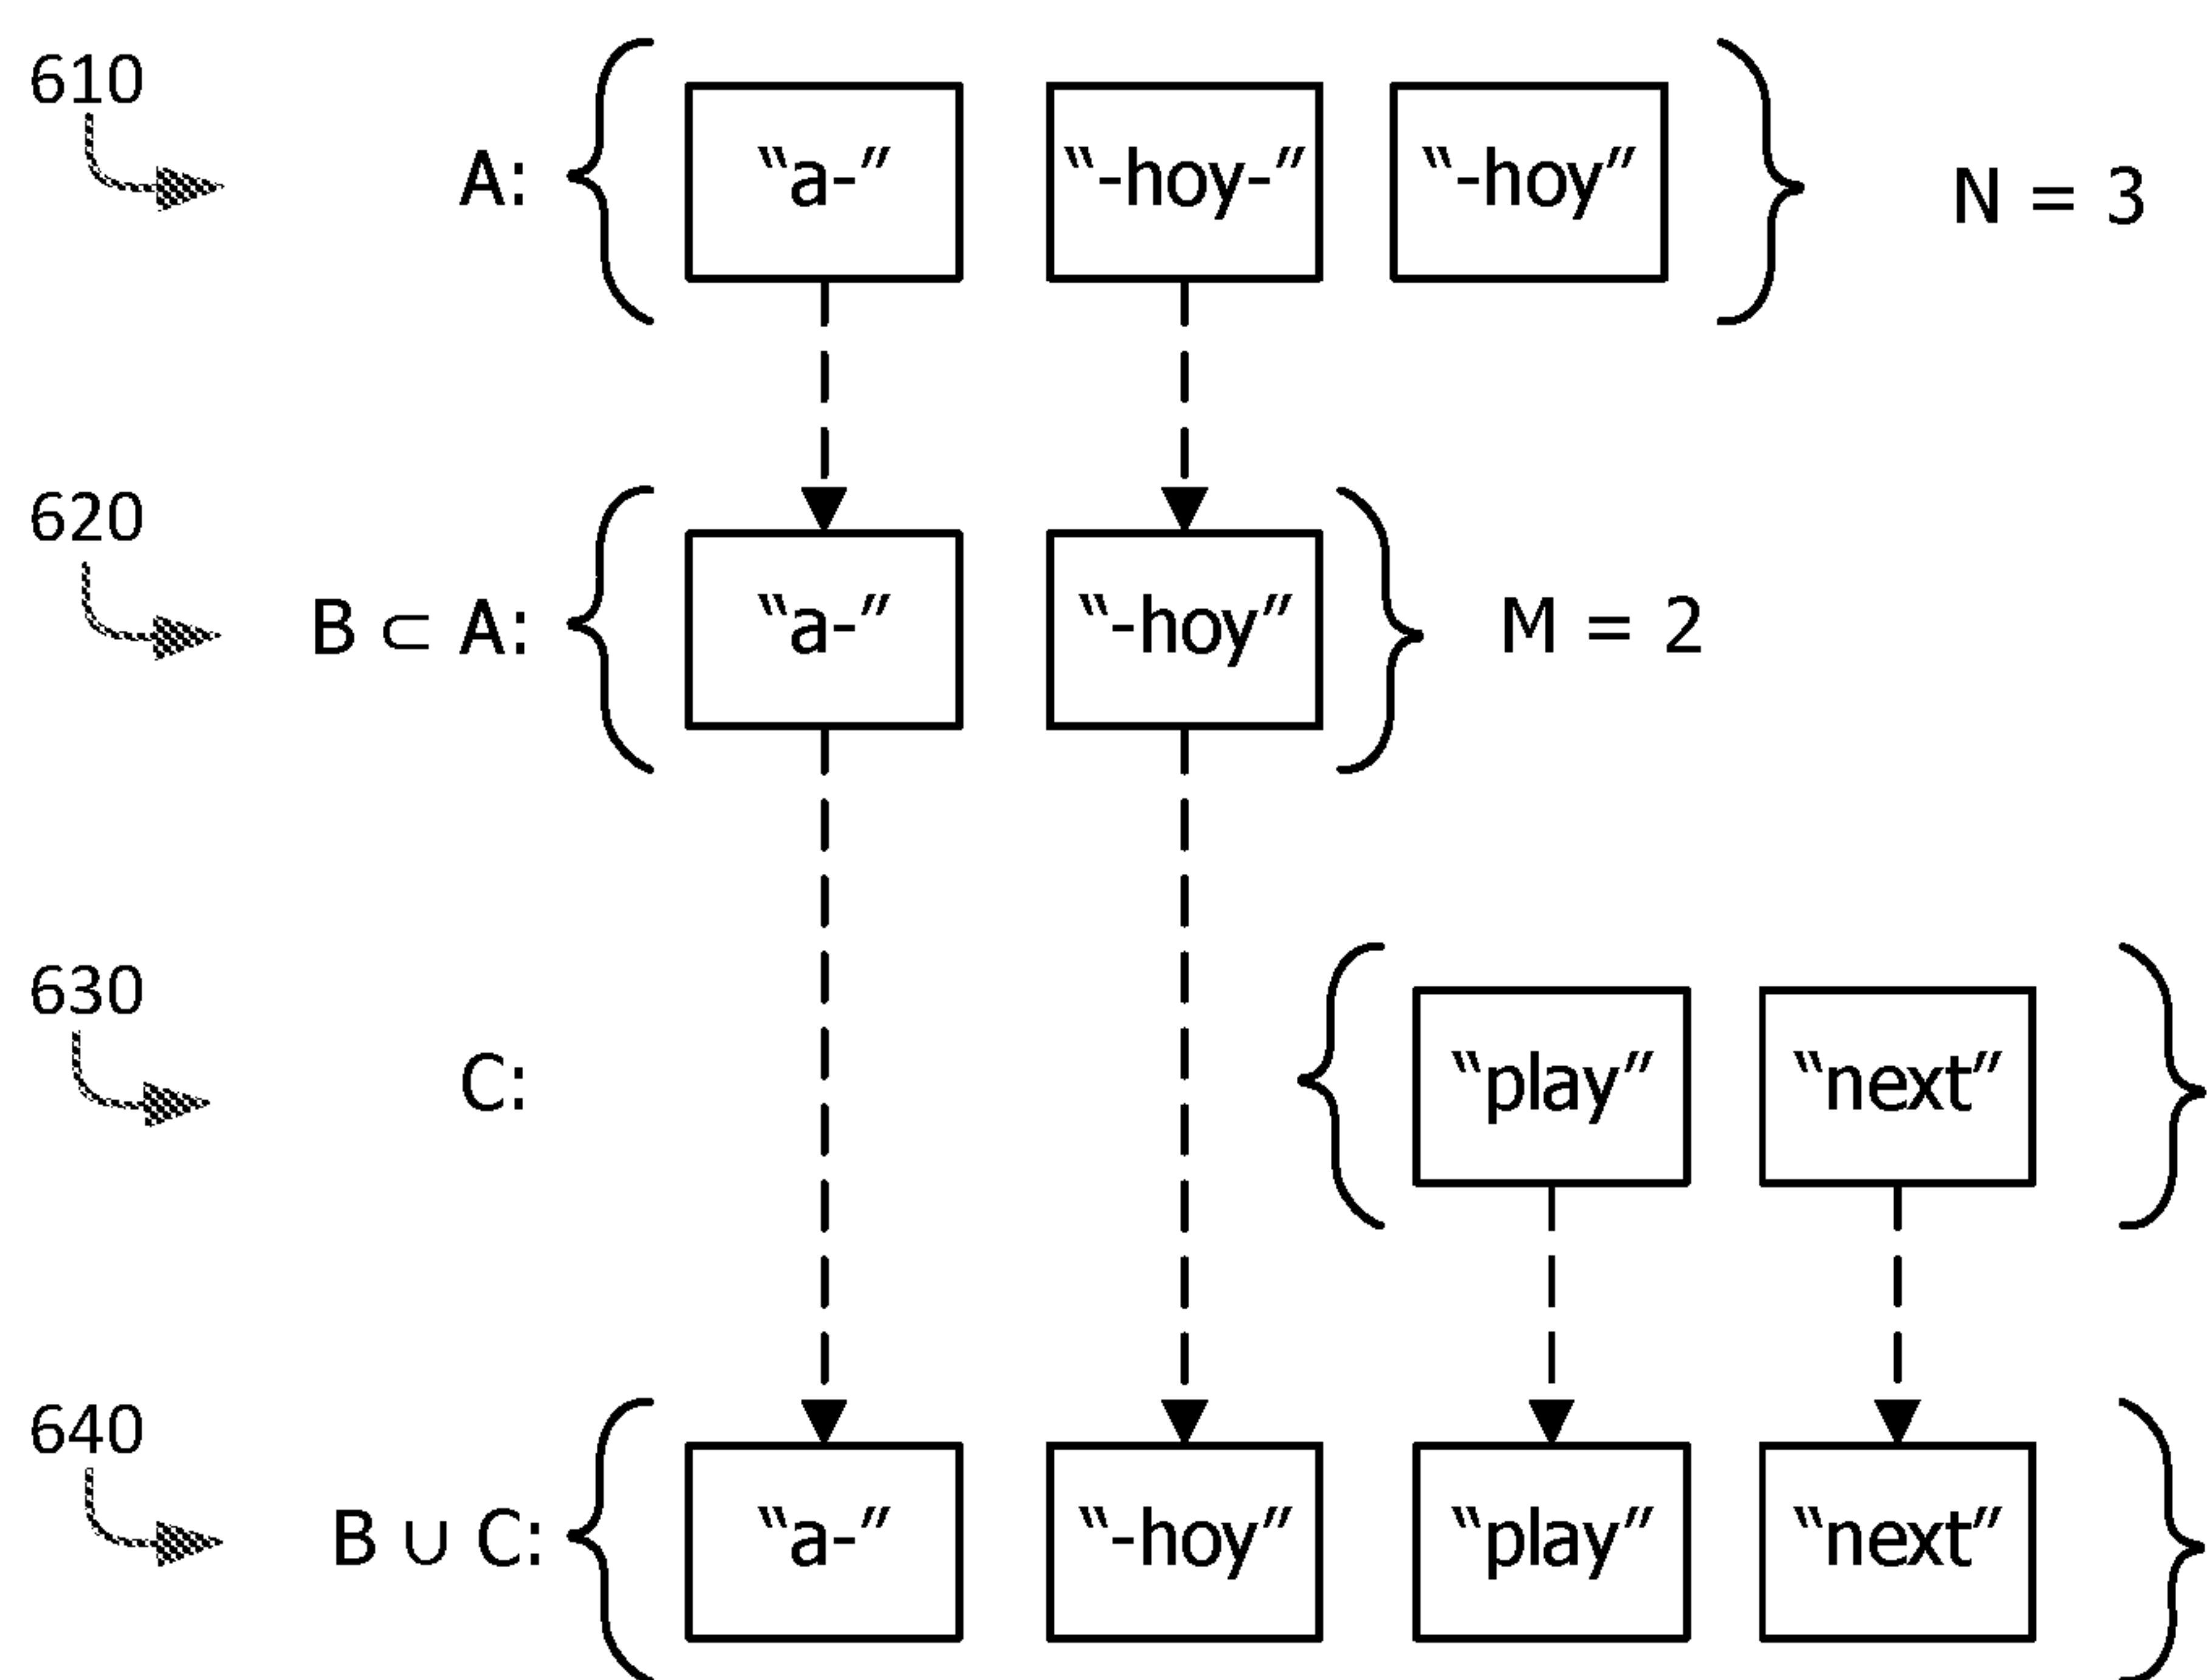 610
A: “a-” “-hoy-” “-hoy” N = 3
620
B ⊂ A: “a-” “-hoy” M = 2
630
C: “play” “next”
640
B ∪ C: “a-” “-hoy” “play” “next”